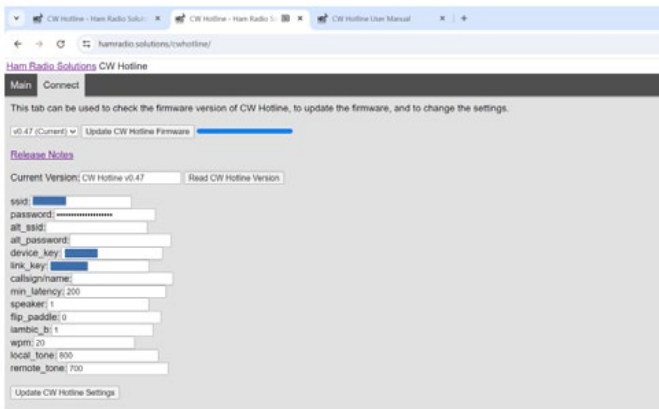 CW Hotline - Ham Radio Soluti
CW Hotline - Ham Radio S
CW Hotline User Manual
hamradio.solutions/cwhotline/
Ham Radio Solutions CW Hotline
Main Connect
This tab can be used to check the firmware version of CW Hotline, to update the firmware, and to change the settings.
v0.47 (Current) Update CW Hotline Firmware
Release Notes
Current Version: CW Hotline v0.47 Read CW Hotline Version
ssid:
password: ••••••••••••••••••••
alt_ssid:
alt_password:
device_key:
link_key:
callsign/name:
min_latency: 200
speaker: 1
flip_paddle: 0
iambic_b: 1
wpm: 20
local_tone: 800
remote_tone: 700
Update CW Hotline Settings